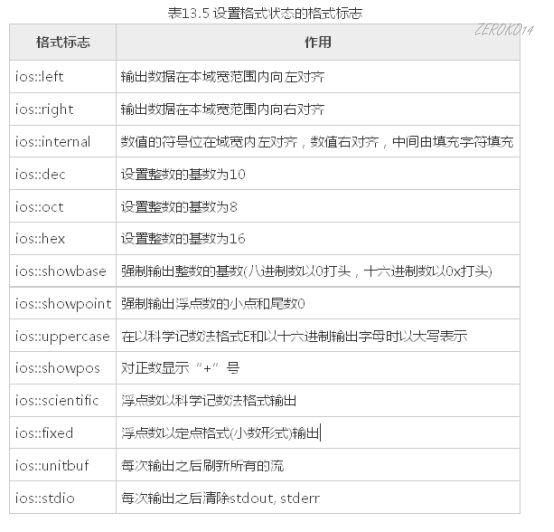 表13.5 设置格式状态的格式标志
ZEROKO14
格式标志 作用
ios::left 输出数据在本域宽范围内向左对齐
ios::right 输出数据在本域宽范围内向右对齐
ios::internal 数值的符号位在域宽内左对齐，数值右对齐，中间由填充字符填充
ios::dec 设置整数的基数为10
ios::oct 设置整数的基数为8
ios::hex 设置整数的基数为16
ios::showbase 强制输出整数的基数(八进制数以0打头，十六进制数以0x打头)
ios::showpoint 强制输出浮点数的小点和尾数0
ios::uppercase 在以科学记数法格式E和以十六进制输出字母时以大写表示
ios::showpos 对正数显示“+”号
ios::scientific 浮点数以科学记数法格式输出
ios::fixed 浮点数以定点格式(小数形式)输出
ios::unitbuf 每次输出之后刷新所有的流
ios::stdio 每次输出之后清除stdout, stderr